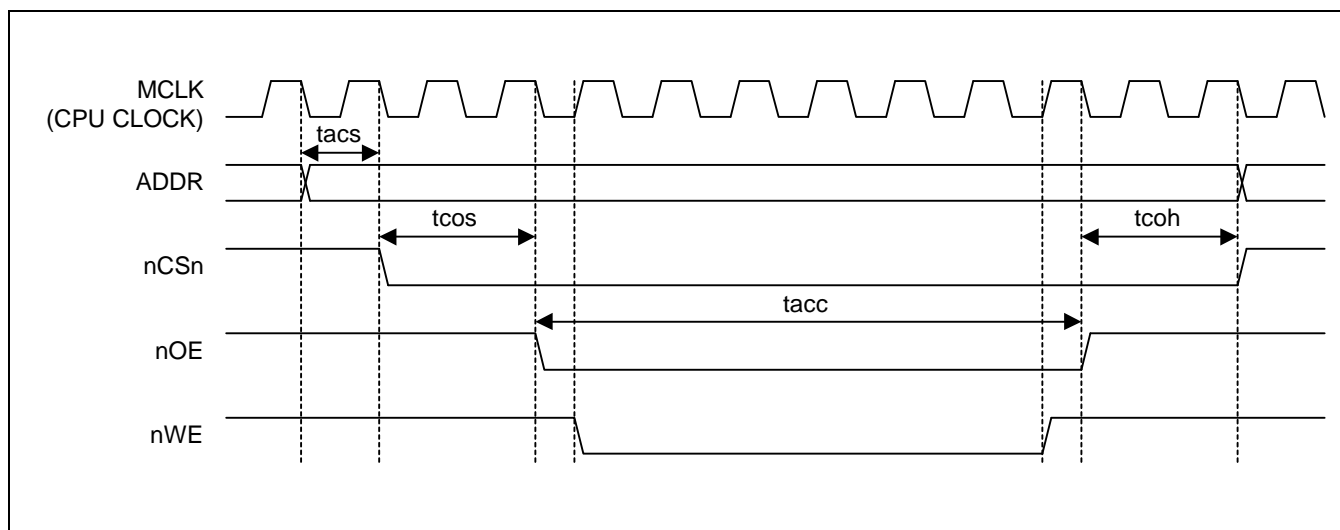 MCLK
(CPU CLOCK)
tacs
ADDR
tcos
tcoh
nCSn
tacc
nOE
nWE